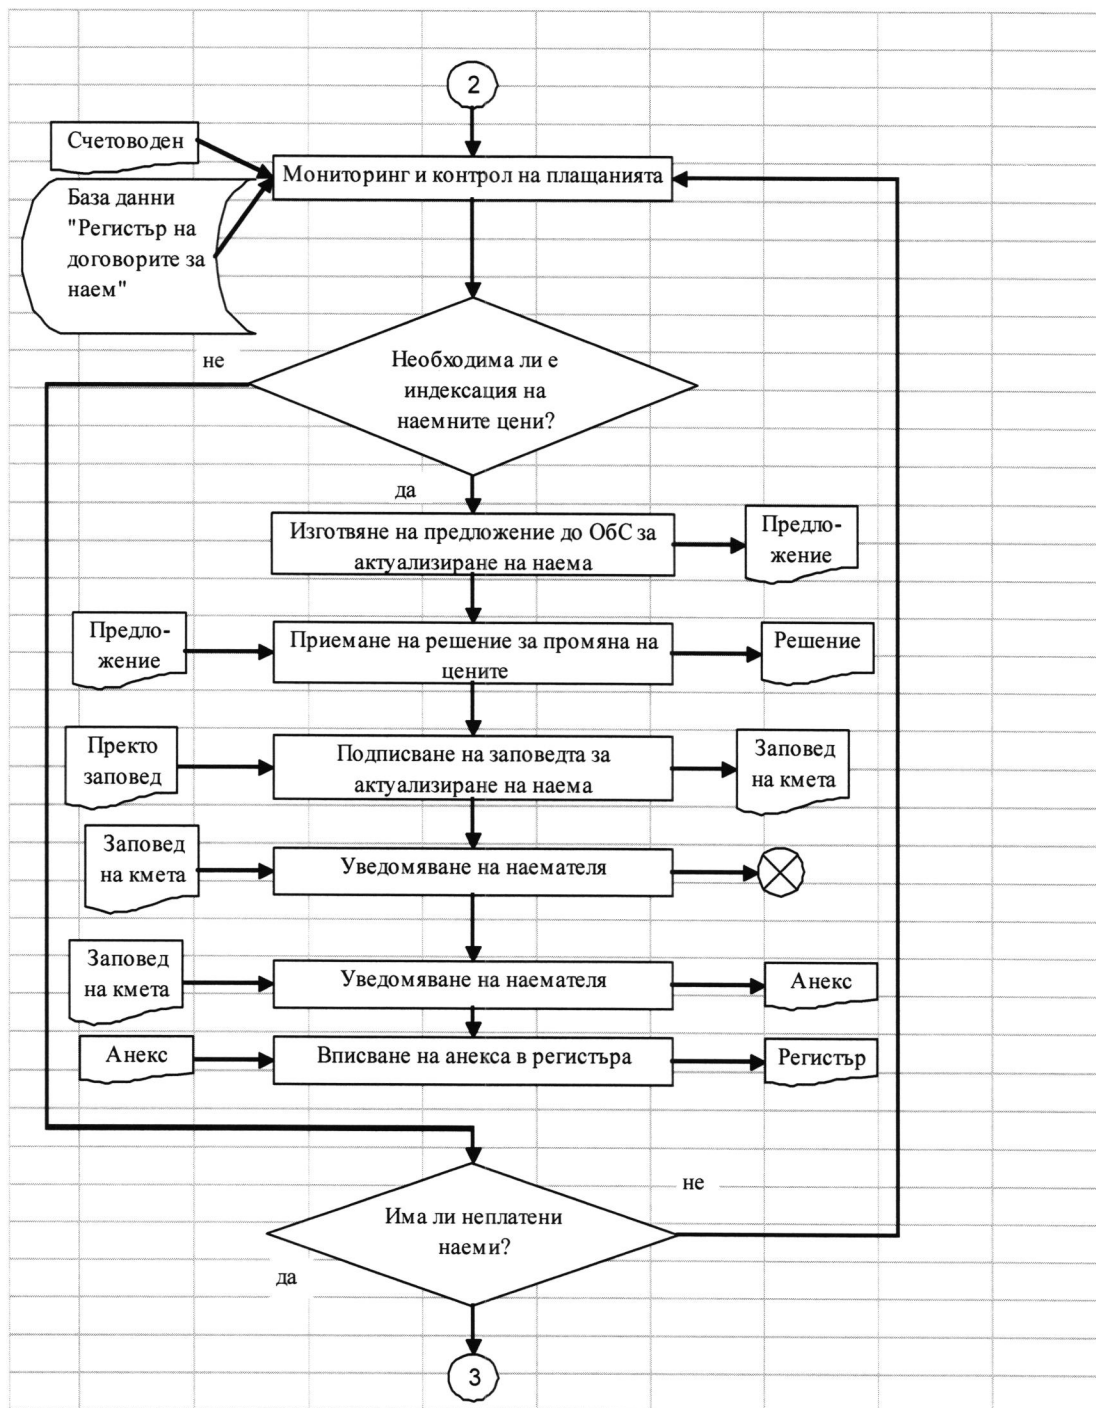 2
Счетоводен
Мониторинг и контрол на плащанията
База данни
"Регистър на
договорите за
наем"
не
Необходима ли е
индексация на
наемните цени?
да
Изготвяне на предложение до ОбС за
актуализиране на наема
Предло-
жение
Предло-
жение
Приемане на решение за промяна на
цените
Решение
Пректо
заповед
Подписване на заповедта за
актуализиране на наема
Заповед
на кмета
Заповед
на кмета
Уведомяване на наемателя
Заповед
на кмета
Уведомяване на наемателя
Анекс
Анекс
Вписване на анекса в регистъра
Регистър
не
Има ли неплатени
наеми?
да
3